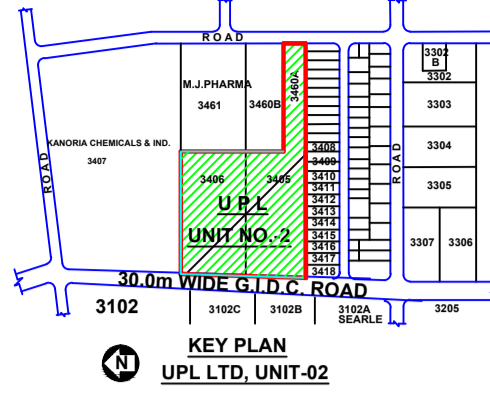 ROAD
3302
B
3302
M.J.PHARMA
3461
3460B
3460A
3303
KANORIA CHEMICALS & IND.
3407
3408
3409
3304
ROAD
ROAD
3406
3405
3410
3411
3412
3413
3414
3415
3416
3417
3418
3305
U P L
UNIT NO.-2
3307
3306
30.0m WIDE G.I.D.C. ROAD
3102
3102C
3102B
3102A
SEARLE
3205
N
KEY PLAN
UPL LTD, UNIT-02